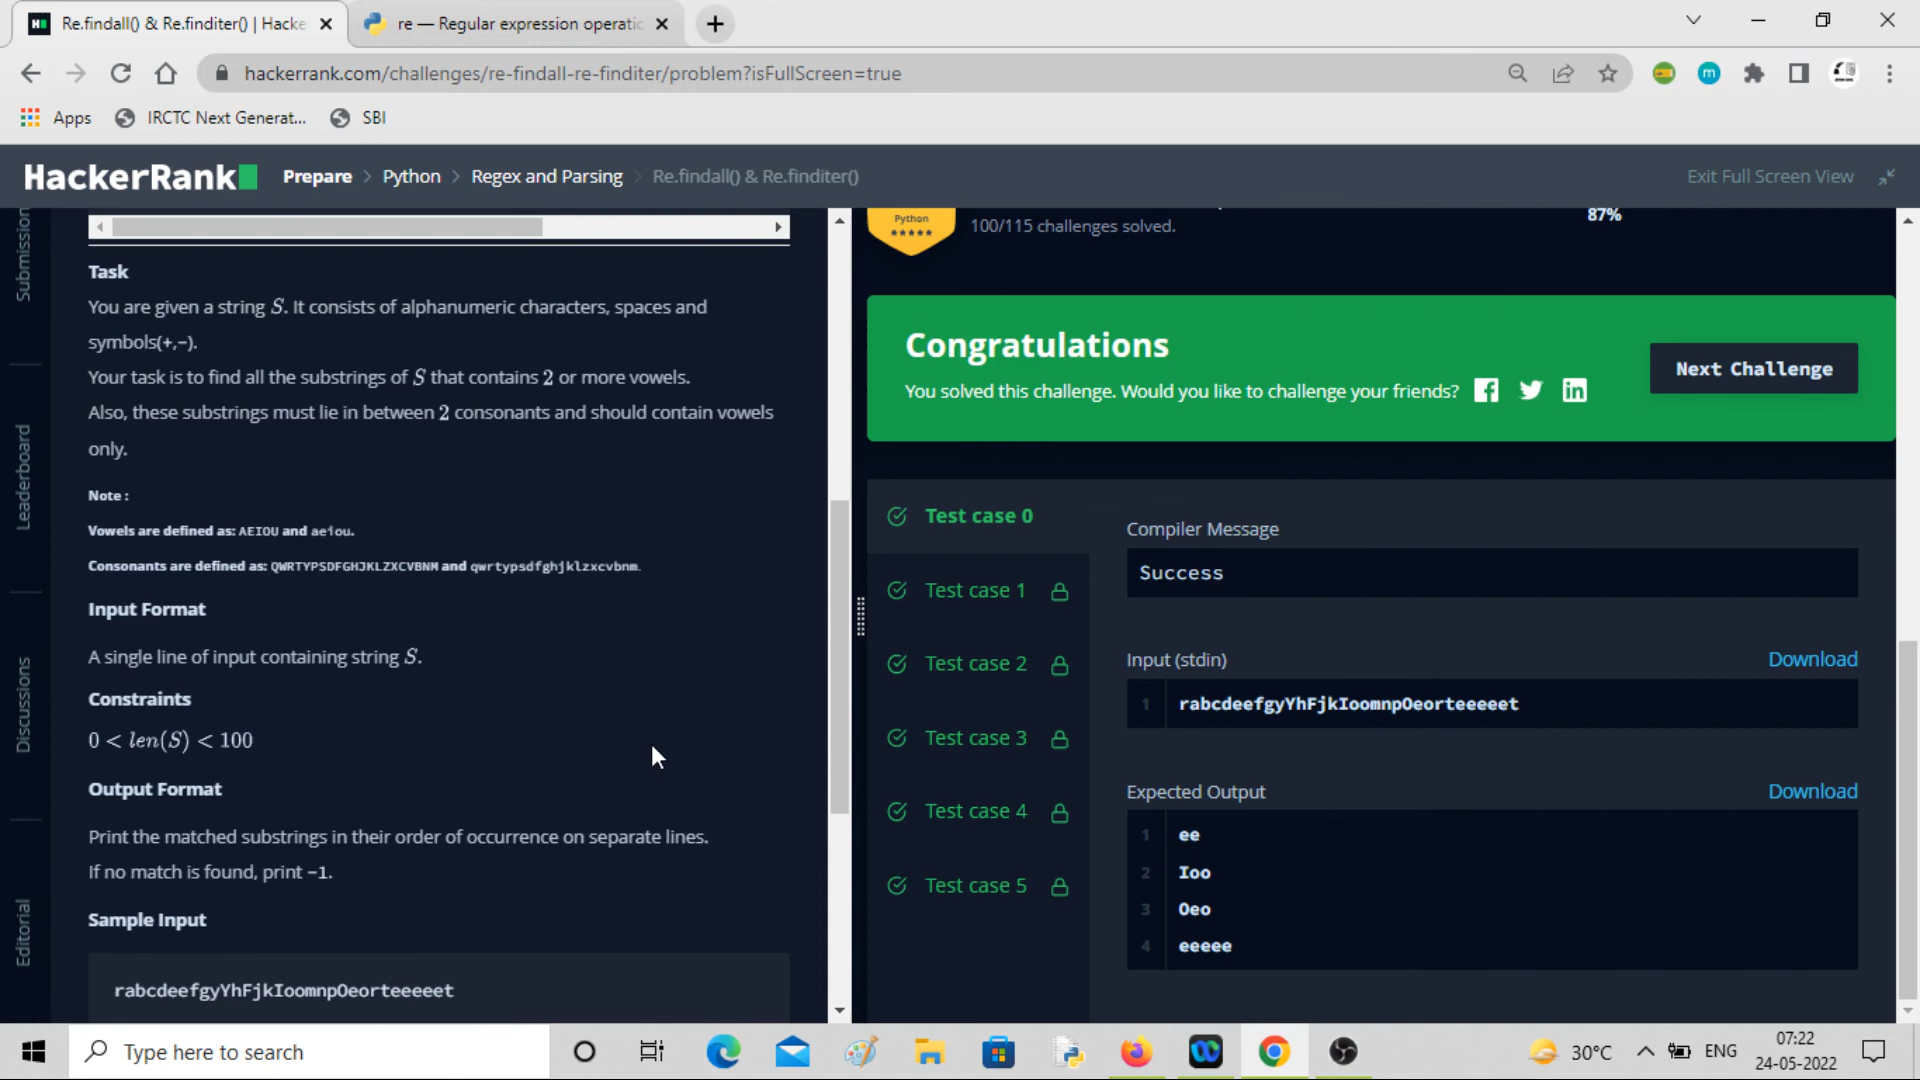 Re.findall() & Re.finditer() | Hacke
re — Regular expression operatio
hackerrank.com/challenges/re-findall-re-finditer/problem?isFullScreen=true
m
Apps
IRCTC Next Generat...
SBI
HackerRank
Prepare > Python > Regex and Parsing > Re.findall() & Re.finditer()
Exit Full Screen View
Submission
Leaderboard
Discussions
Editorial
Task
You are given a string S. It consists of alphanumeric characters, spaces and
symbols(+,-).
Your task is to find all the substrings of S that contains 2 or more vowels.
Also, these substrings must lie in between 2 consonants and should contain vowels
only.
Note :
Vowels are defined as: AEIOU and aeiou.
Consonants are defined as: QWRTYPSDFGHJKLZXCVBNM and qwrtypsdfghjklzxcvbnm.
Input Format
A single line of input containing string S.
Constraints
0 < len(S) < 100
Output Format
Print the matched substrings in their order of occurrence on separate lines.
If no match is found, print -1.
Sample Input
rabcdeefgyYhFjkIoomnpOeorteeeeet
Python
100/115 challenges solved.
87%
Congratulations
You solved this challenge. Would you like to challenge your friends?
Next Challenge
Test case 0
Test case 1
Test case 2
Test case 3
Test case 4
Test case 5
Compiler Message
Success
Input (stdin)
Download
1 rabcdeefgyYhFjkIoomnpOeorteeeeet
Expected Output
Download
1 ee
2 Ioo
3 Oeo
4 eeeee
Type here to search
30°C
ENG
07:22
24-05-2022